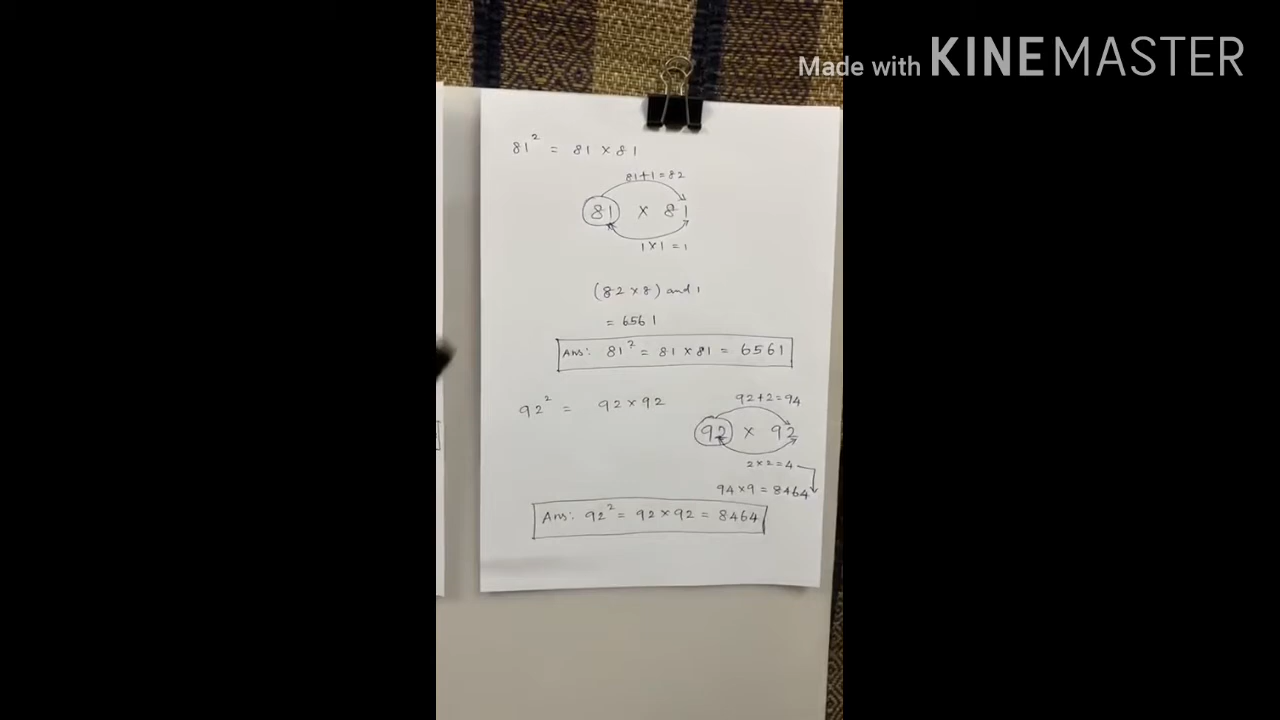 Made with KINEMASTER
81² = 81 × 81
81+1=82
81 × 81
1×1=1
(82×8) and 1
= 6561
Ans: 81² = 81 × 81 = 6561
92² = 92×92
92+2=94
92 × 92
2×2=4
94×9=8464
Ans: 92² = 92 × 92 = 8464